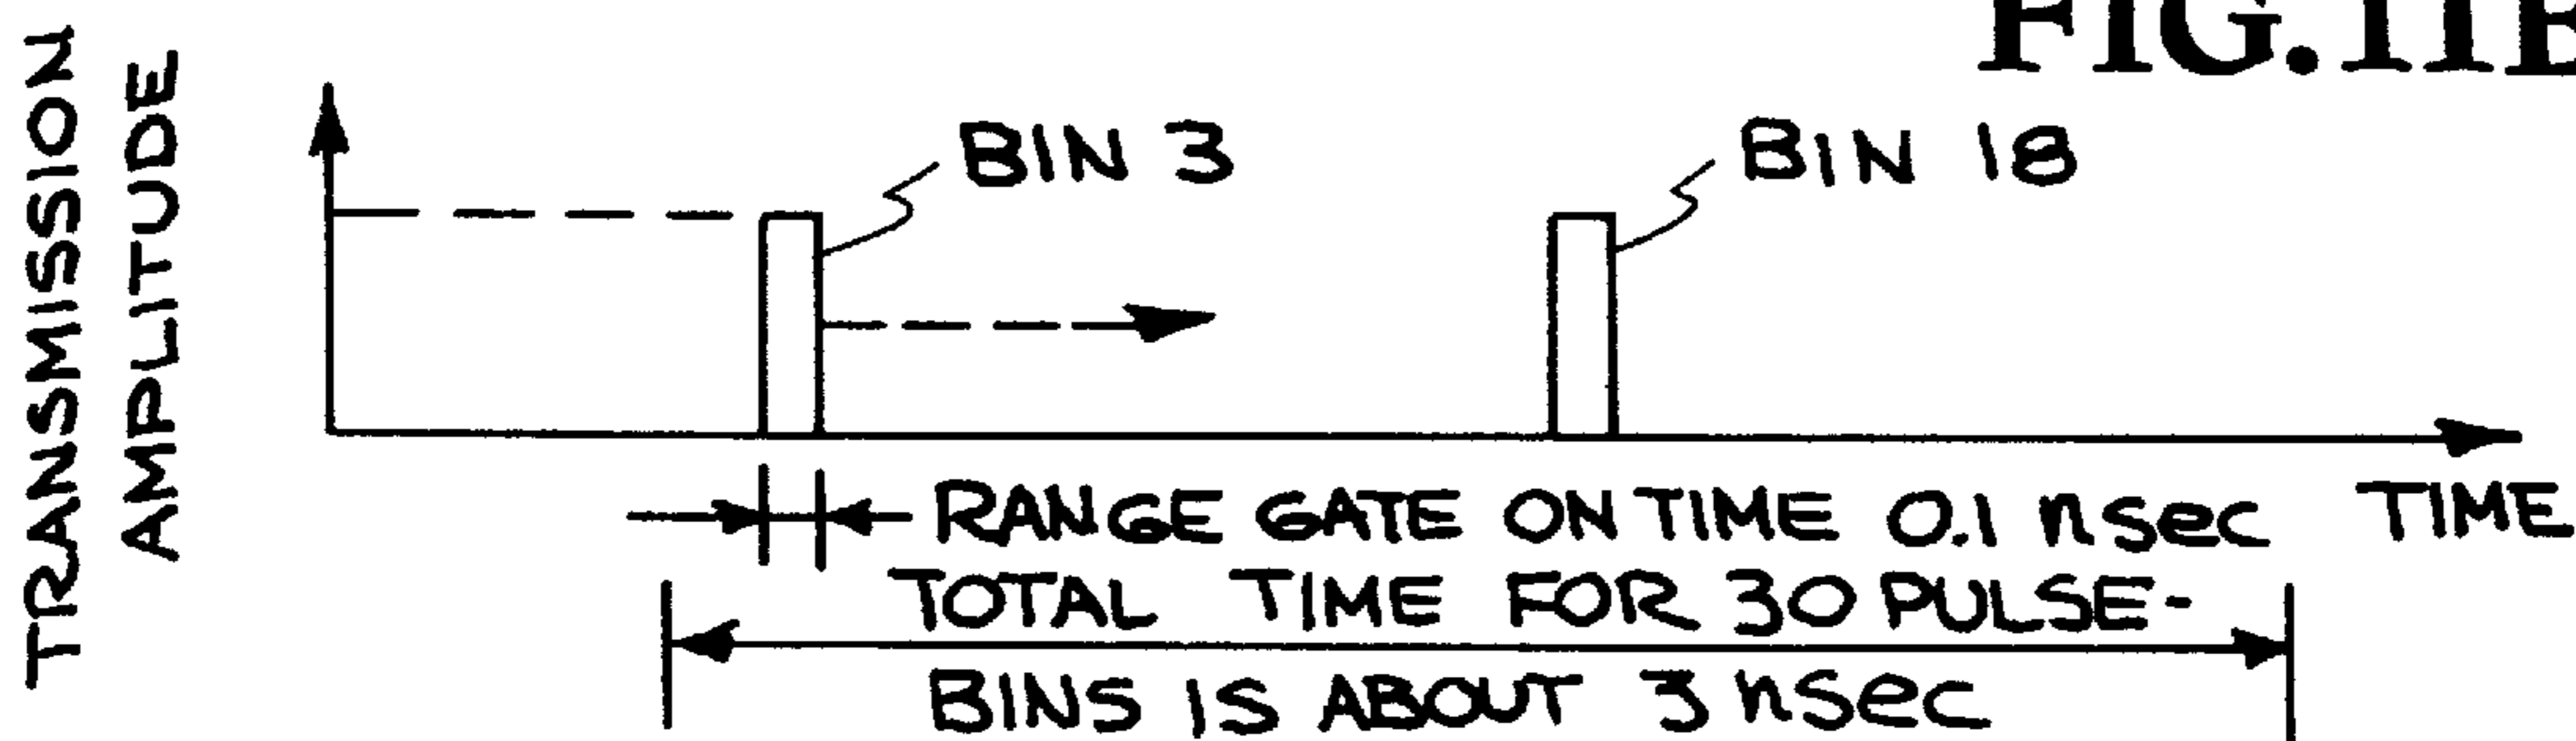 FIG. 11B
TRANSMISSION
AMPLITUDE
BIN 3
BIN 18
RANGE GATE ON TIME 0.1 nsec
TIME
TOTAL TIME FOR 30 PULSE-
BINS IS ABOUT 3 nsec